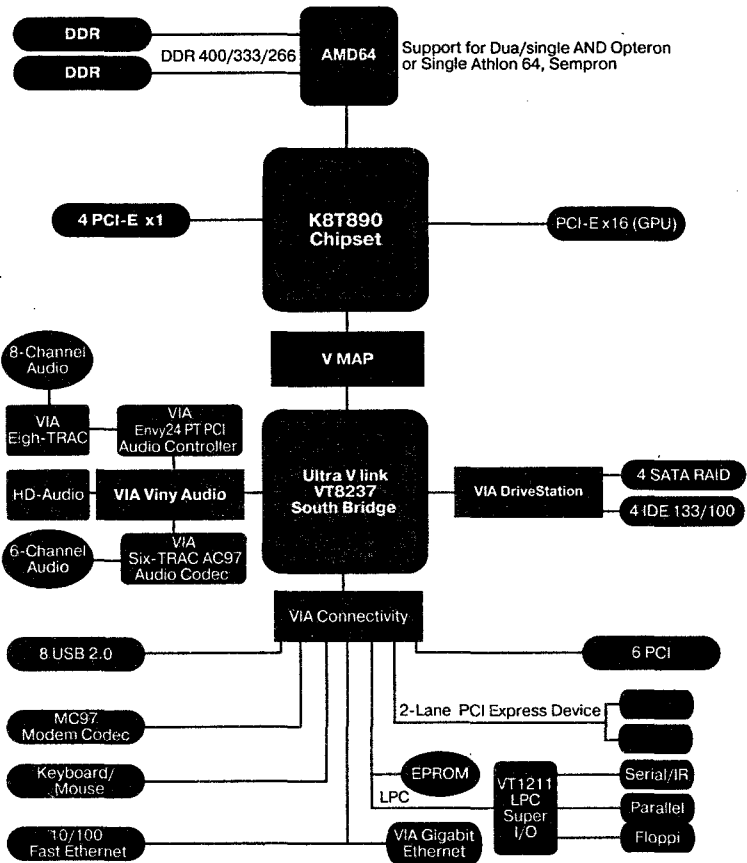 DDR
DDR
DDR 400/333/266
AMD64
Support for Dua/single AND Opteron
or Single Athlon 64, Sempron
4 PCI-E x1
K8T890
Chipset
PCI-E x16 (GPU)
V MAP
8-Channel
Audio
VIA
Eigh-TRAC
VIA
Envy24 PT PCI
Audio Controller
HD-Audio
VIA Viny Audio
6-Channel
Audio
VIA
Six-TRAC AC97
Audio Codec
Ultra V link
VT8237
South Bridge
VIA DriveStation
4 SATA RAID
4 IDE 133/100
VIA Connectivity
8 USB 2.0
6 PCI
MC97
Modem Codec
2-Lane PCI Express Device
Keyboard/
Mouse
EPROM
LPC
VT1211
LPC
Super
I/O
Serial/IR
Parallel
Floppi
10/100
Fast Ethernet
VIA Gigabit
Ethernet